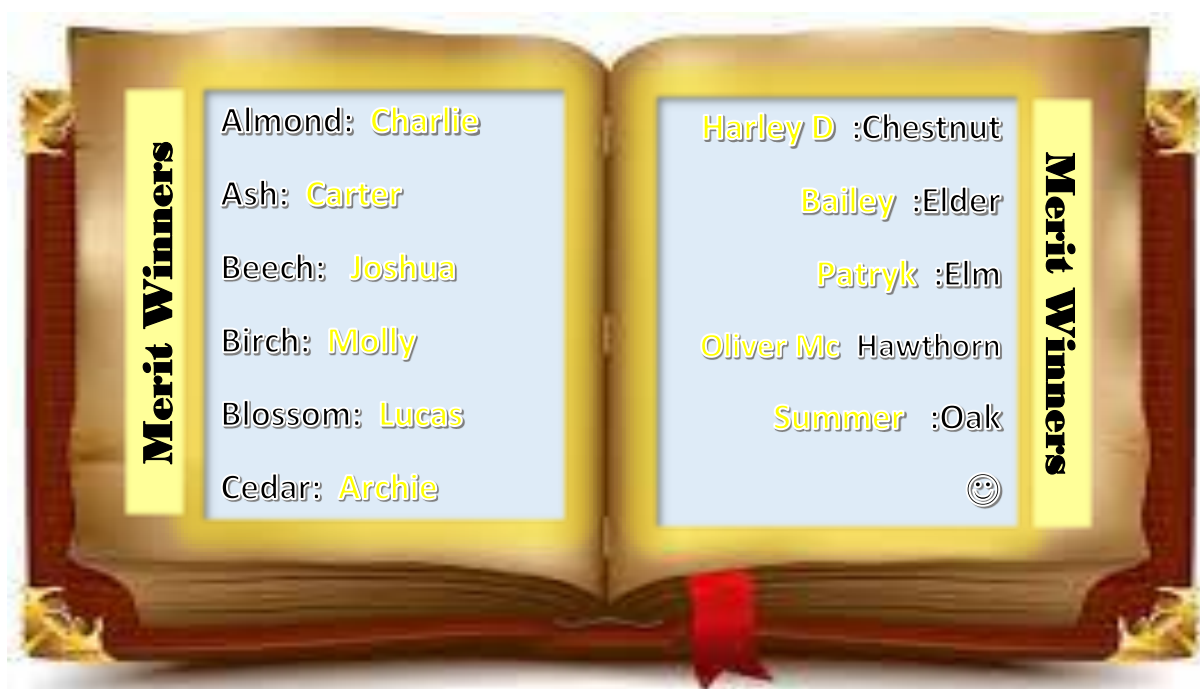 Merit Winners
Almond: Charlie
Ash: Carter
Beech: Joshua
Birch: Molly
Blossom: Lucas
Cedar: Archie
Harley D :Chestnut
Bailey :Elder
Patryk :Elm
Oliver Mc Hawthorn
Summer :Oak
☺
Merit Winners